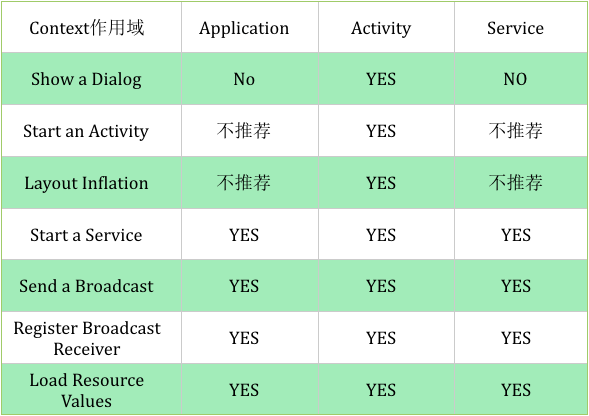 Context作用域 Application Activity Service
Show a Dialog No YES NO
Start an Activity 不推荐 YES 不推荐
Layout Inflation 不推荐 YES 不推荐
Start a Service YES YES YES
Send a Broadcast YES YES YES
Register Broadcast
Receiver YES YES YES
Load Resource
Values YES YES YES